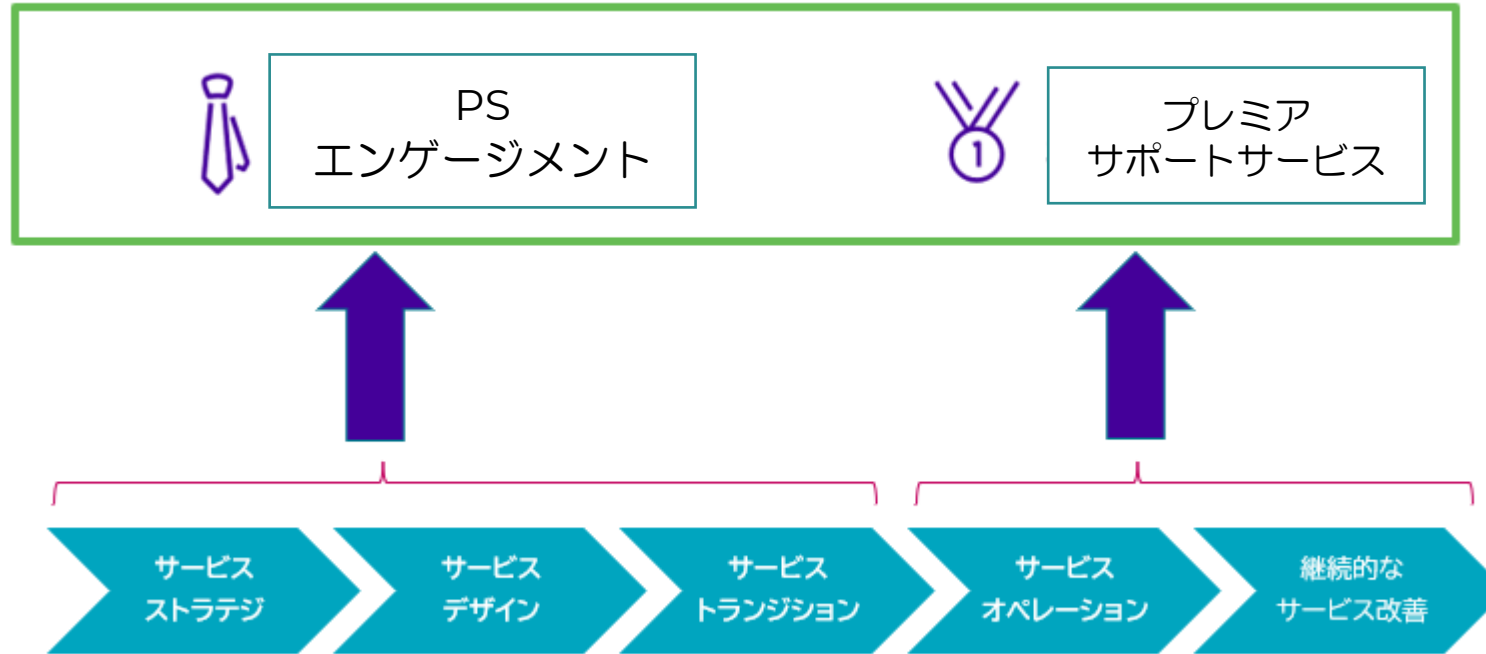 PS
エンゲージメント
1
プレミア
サポートサービス
サービス
ストラテジ
サービス
デザイン
サービス
トランジション
サービス
オペレーション
継続的な
サービス改善